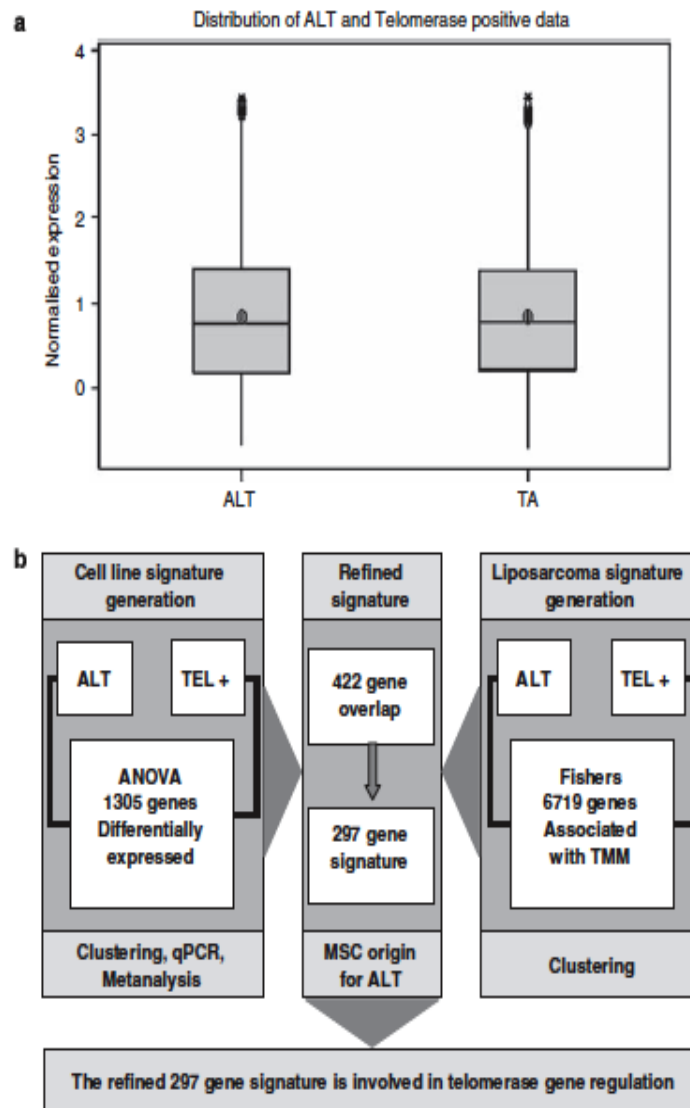 a
Distribution of ALT and Telomerase positive data
Normalised expression
4
3
2
1
0
ALT
TA
b
Cell line signature
generation
ALT
TEL +
ANOVA
1305 genes
Differentially
expressed
Clustering, qPCR,
Metanalysis
Refined
signature
422 gene
overlap
297 gene
signature
MSC origin
for ALT
Liposarcoma signature
generation
ALT
TEL +
Fishers
6719 genes
Associated
with TMM
Clustering
The refined 297 gene signature is involved in telomerase gene regulation